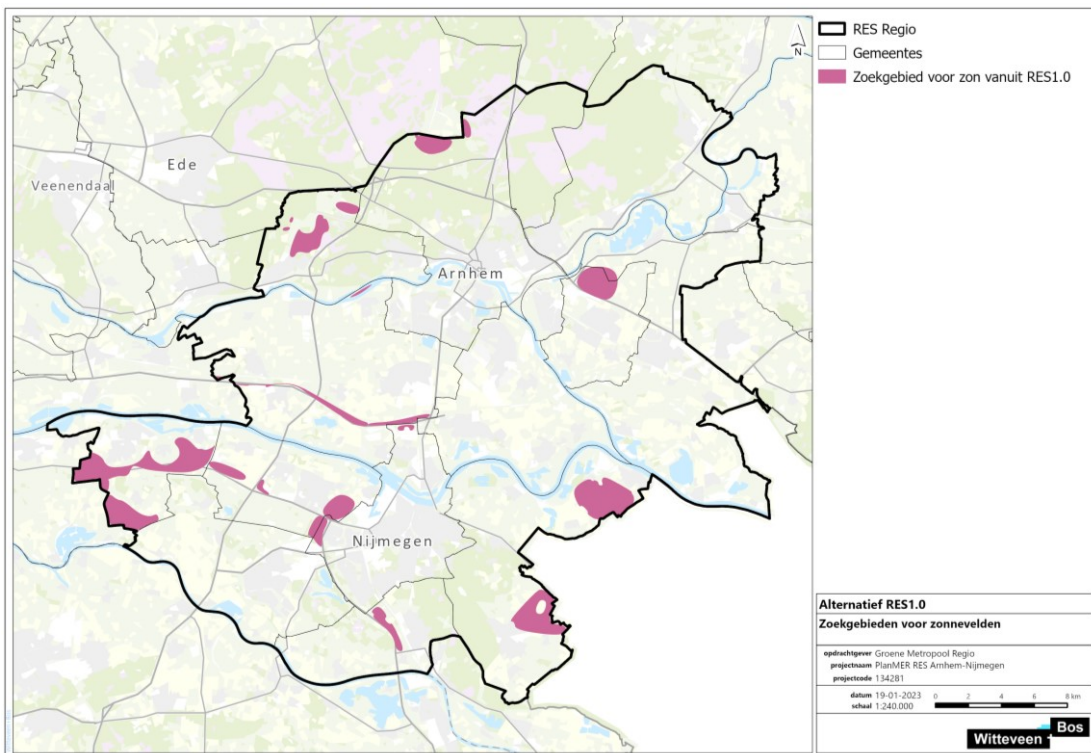 Ede
Veenendaal
Arnhem
Nijmegen
N
RES Regio
Gemeentes
Zoekgebied voor zon vanuit RES1.0
Alternatief RES1.0
Zoekgebieden voor zonnevelden
opdrachtgever Groene Metropool Regio
projectnaam PlanMER RES Arnhem-Nijmegen
projectcode 134281
datum 19-01-2023
schaal 1:240.000
0 2 4 6 8 km
Witteveen + Bos